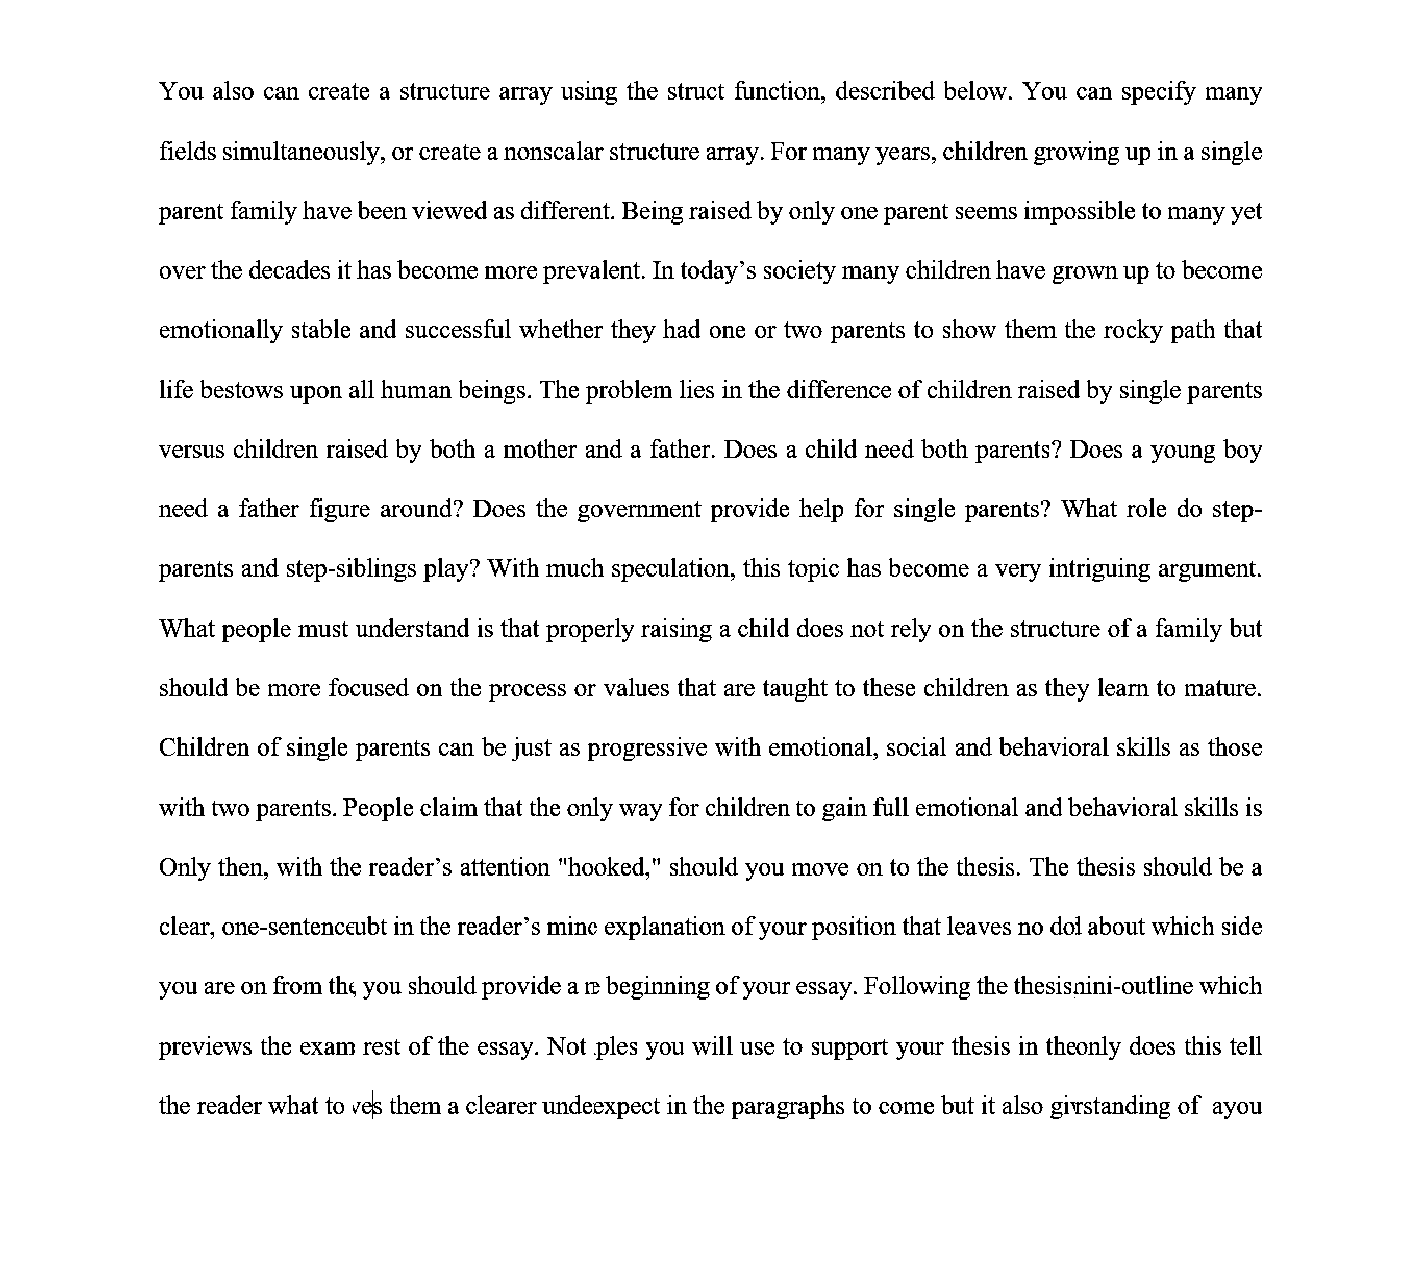 You also can create a structure array using the struct function, described below. You can specify many
fields simultaneously, or create a nonscalar structure array. For many years, children growing up in a single
parent family have been viewed as different. Being raised by only one parent seems impossible to many yet
over the decades it has become more prevalent. In today’s society many children have grown up to become
emotionally stable and successful whether they had one or two parents to show them the rocky path that
life bestows upon all human beings. The problem lies in the difference of children raised by single parents
versus children raised by both a mother and a father. Does a child need both parents? Does a young boy
need a father figure around? Does the government provide help for single parents? What role do step-
parents and step-siblings play? With much speculation, this topic has become a very intriguing argument.
What people must understand is that properly raising a child does not rely on the structure of a family but
should be more focused on the process or values that are taught to these children as they learn to mature.
Children of single parents can be just as progressive with emotional, social and behavioral skills as those
with two parents. People claim that the only way for children to gain full emotional and behavioral skills is
Only then, with the reader’s attention "hooked," should you move on to the thesis. The thesis should be a
clear, in the reader’s explanation of your position that leaves no about which side
you are on from you should provide a beginning of your essay. Following the which
previews the exam rest of the essay. Not ples you will use to support your thesis in does this tell
the reader what to them a clearer in the paragraphs to come but it also of ayou